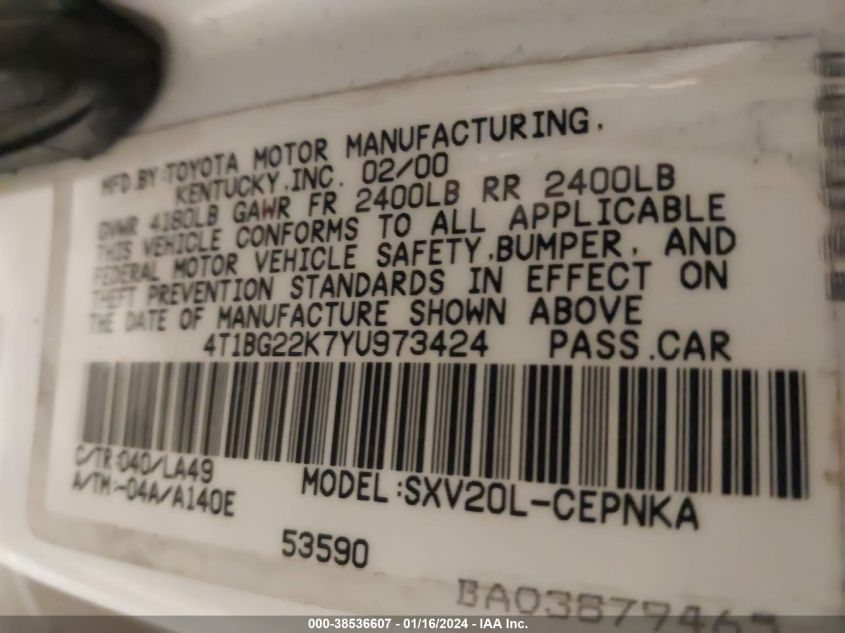 MFD.BY:TOYOTA MOTOR MANUFACTURING.
KENTUCKY,INC. 02/00
GVWR 4180LB GAWR FR 2400LB RR 2400LB
THIS VEHICLE CONFORMS TO ALL APPLICABLE
FEDERAL MOTOR VEHICLE SAFETY,BUMPER, AND
THEFT PREVENTION STANDARDS IN EFFECT ON
THE DATE OF MANUFACTURE SHOWN ABOVE
4T1BG22K7YU973424 PASS.CAR
C/TR:040/LA49
A/TM:-04A/A140E
MODEL:SXV20L-CEPNKA
53590
BA03879465
000-38536607 - 01/16/2024 - IAA Inc.